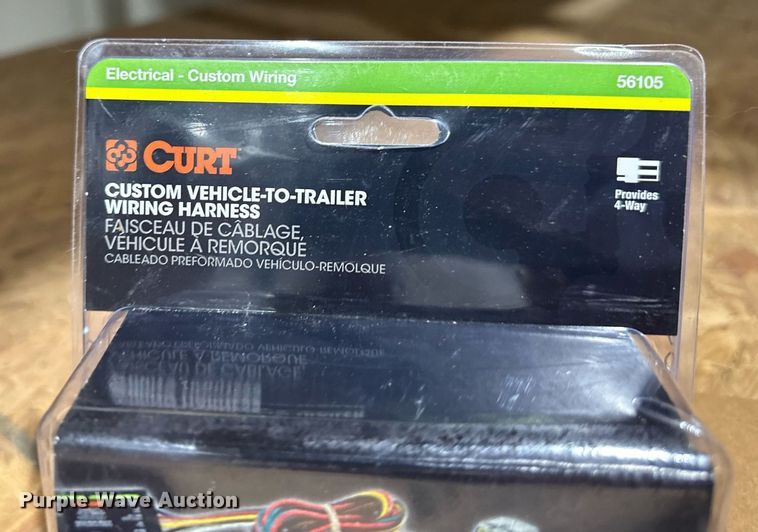 Electrical - Custom Wiring
56105
CURT
CUSTOM VEHICLE-TO-TRAILER
WIRING HARNESS
FAISCEAU DE CÂBLAGE,
VÉHICULE À REMORQUE
CABLEADO PREFORMADO VEHÍCULO-REMOLQUE
Provides
4-Way
Purple Wave Auction